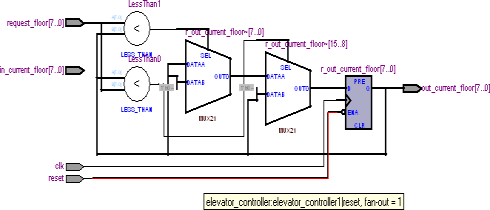 LessThan1
request_floor[7..0]
r_out_current_floor~[7..0]
LESS_THAN
LessThan0
r_out_current_floor~[15..8]
SEL
SEL
DATAA
OUT0
DATAB
DATAA
OUT0
DATAB
in_current_floor[7..0]
r_out_current_floor[7..0]
PRE
D
Q
ENA
CLR
out_current_floor[7..0]
LESS_THAN
MUX21
MUX21
clk
reset
elevator_controller:elevator_controller1|reset, fan-out = 1